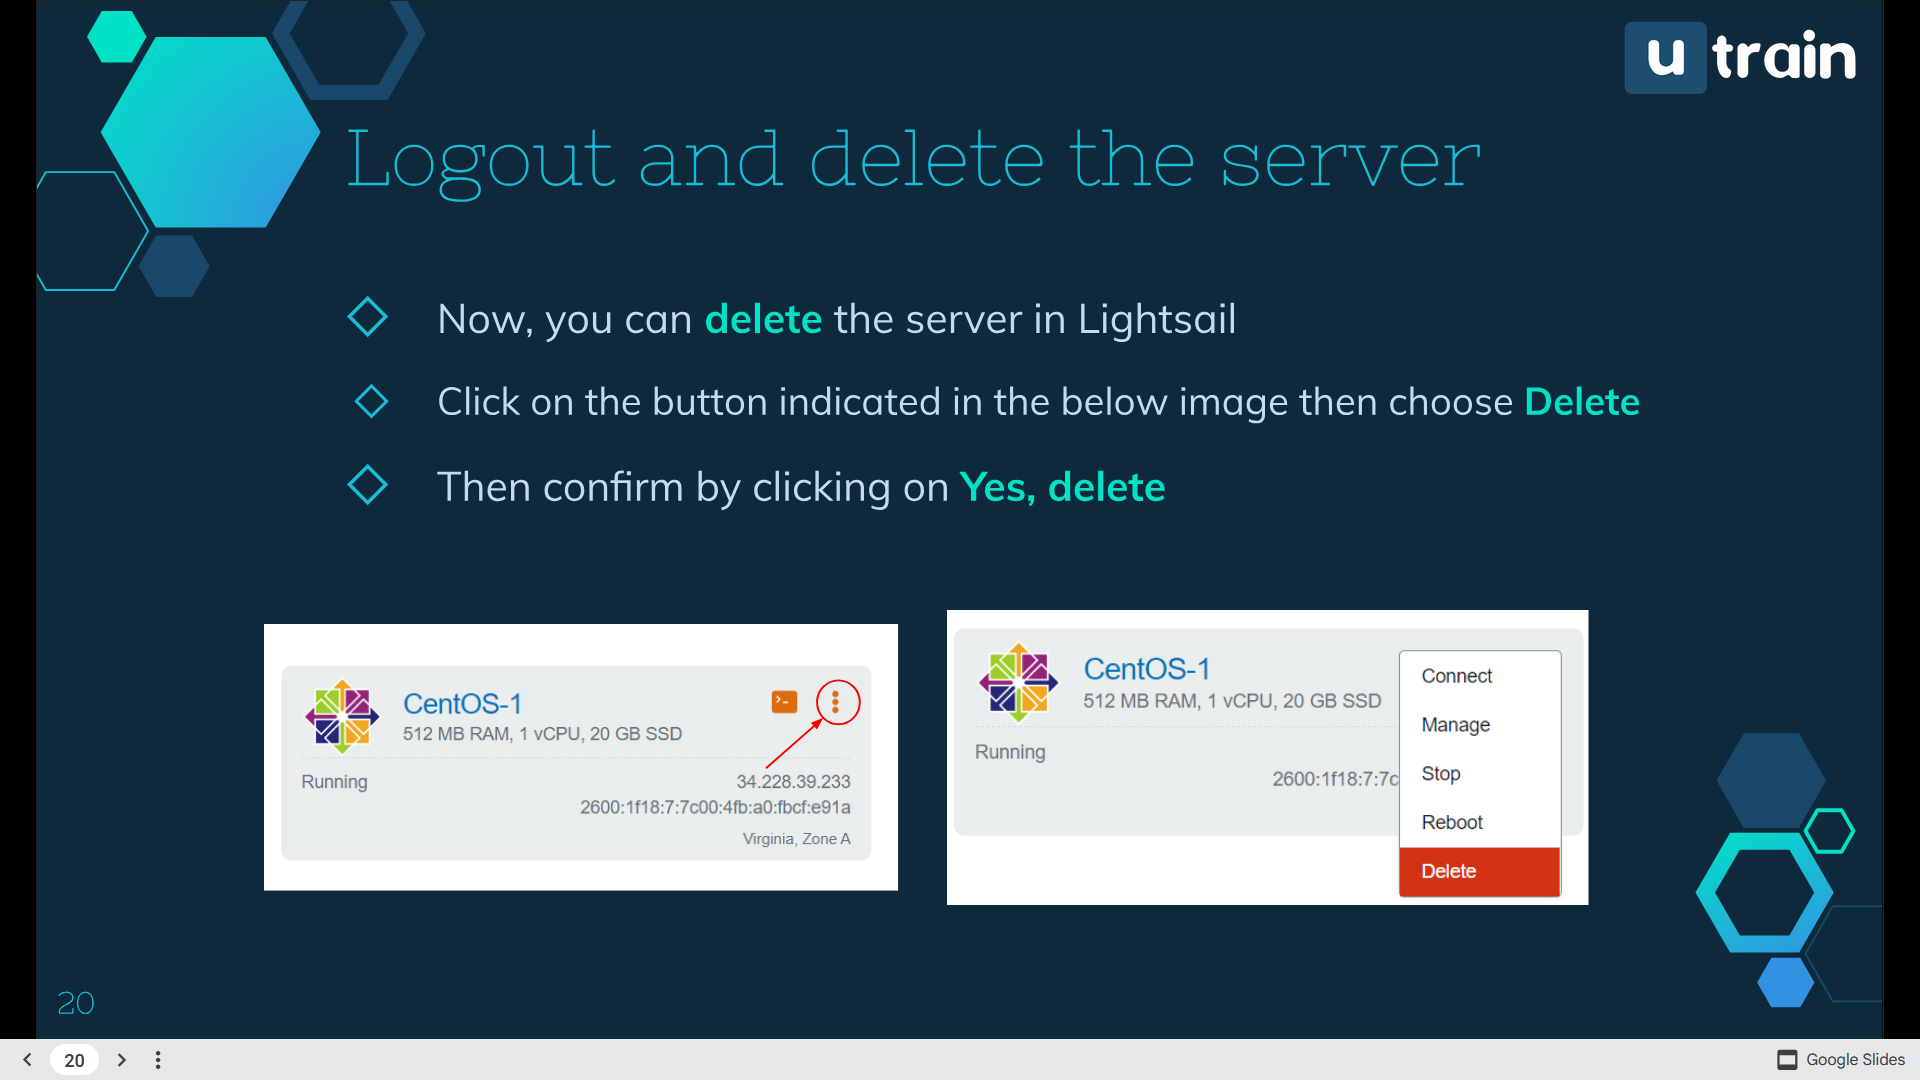 u train
Logout and delete the server
Now, you can delete the server in Lightsail
Click on the button indicated in the below image then choose Delete
Then confirm by clicking on Yes, delete
CentOS-1
512 MB RAM, 1 vCPU, 20 GB SSD
Running
34.228.39.233
2600:1f18:7:7c00:4fb:a0:fbcf:e91a
Virginia, Zone A
CentOS-1
512 MB RAM, 1 vCPU, 20 GB SSD
Running
2600:1f18:7:7c
Connect
Manage
Stop
Reboot
Delete
20
20
Google Slides